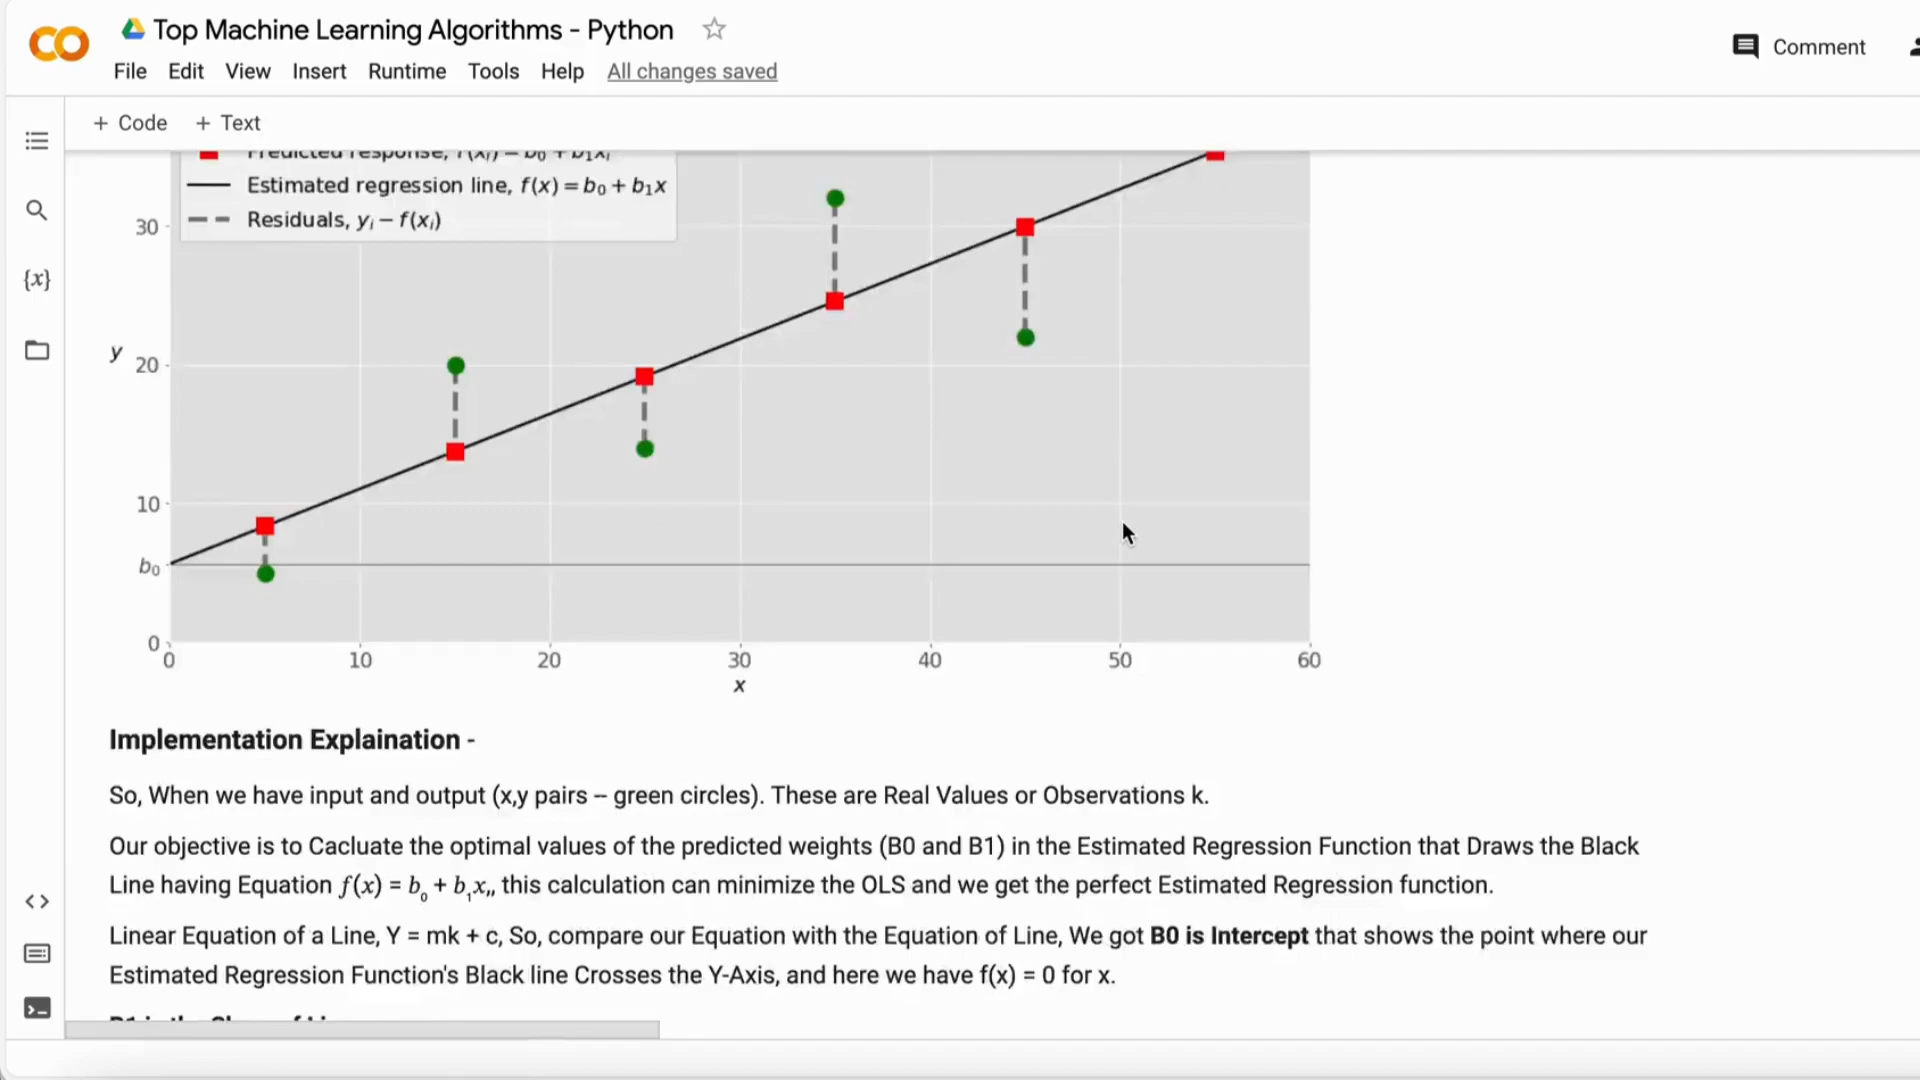 Top Machine Learning Algorithms - Python
File Edit View Insert Runtime Tools Help All changes saved
Comment
+ Code + Text
Predicted response, f(xᵢ) = b₀ + b₁xᵢ
Estimated regression line, f(x) = b₀ + b₁x
Residuals, yᵢ − f(xᵢ)
{x}
30
y
20
10
b₀
0
0 10 20 30 40 50 60
x
Implementation Explaination -
So, When we have input and output (x,y pairs – green circles). These are Real Values or Observations k.
Our objective is to Cacluate the optimal values of the predicted weights (B0 and B1) in the Estimated Regression Function that Draws the Black
Line having Equation f(x) = b₀ + b₁x,, this calculation can minimize the OLS and we get the perfect Estimated Regression function.
Linear Equation of a Line, Y = mk + c, So, compare our Equation with the Equation of Line, We got B0 is Intercept that shows the point where our
Estimated Regression Function's Black line Crosses the Y-Axis, and here we have f(x) = 0 for x.